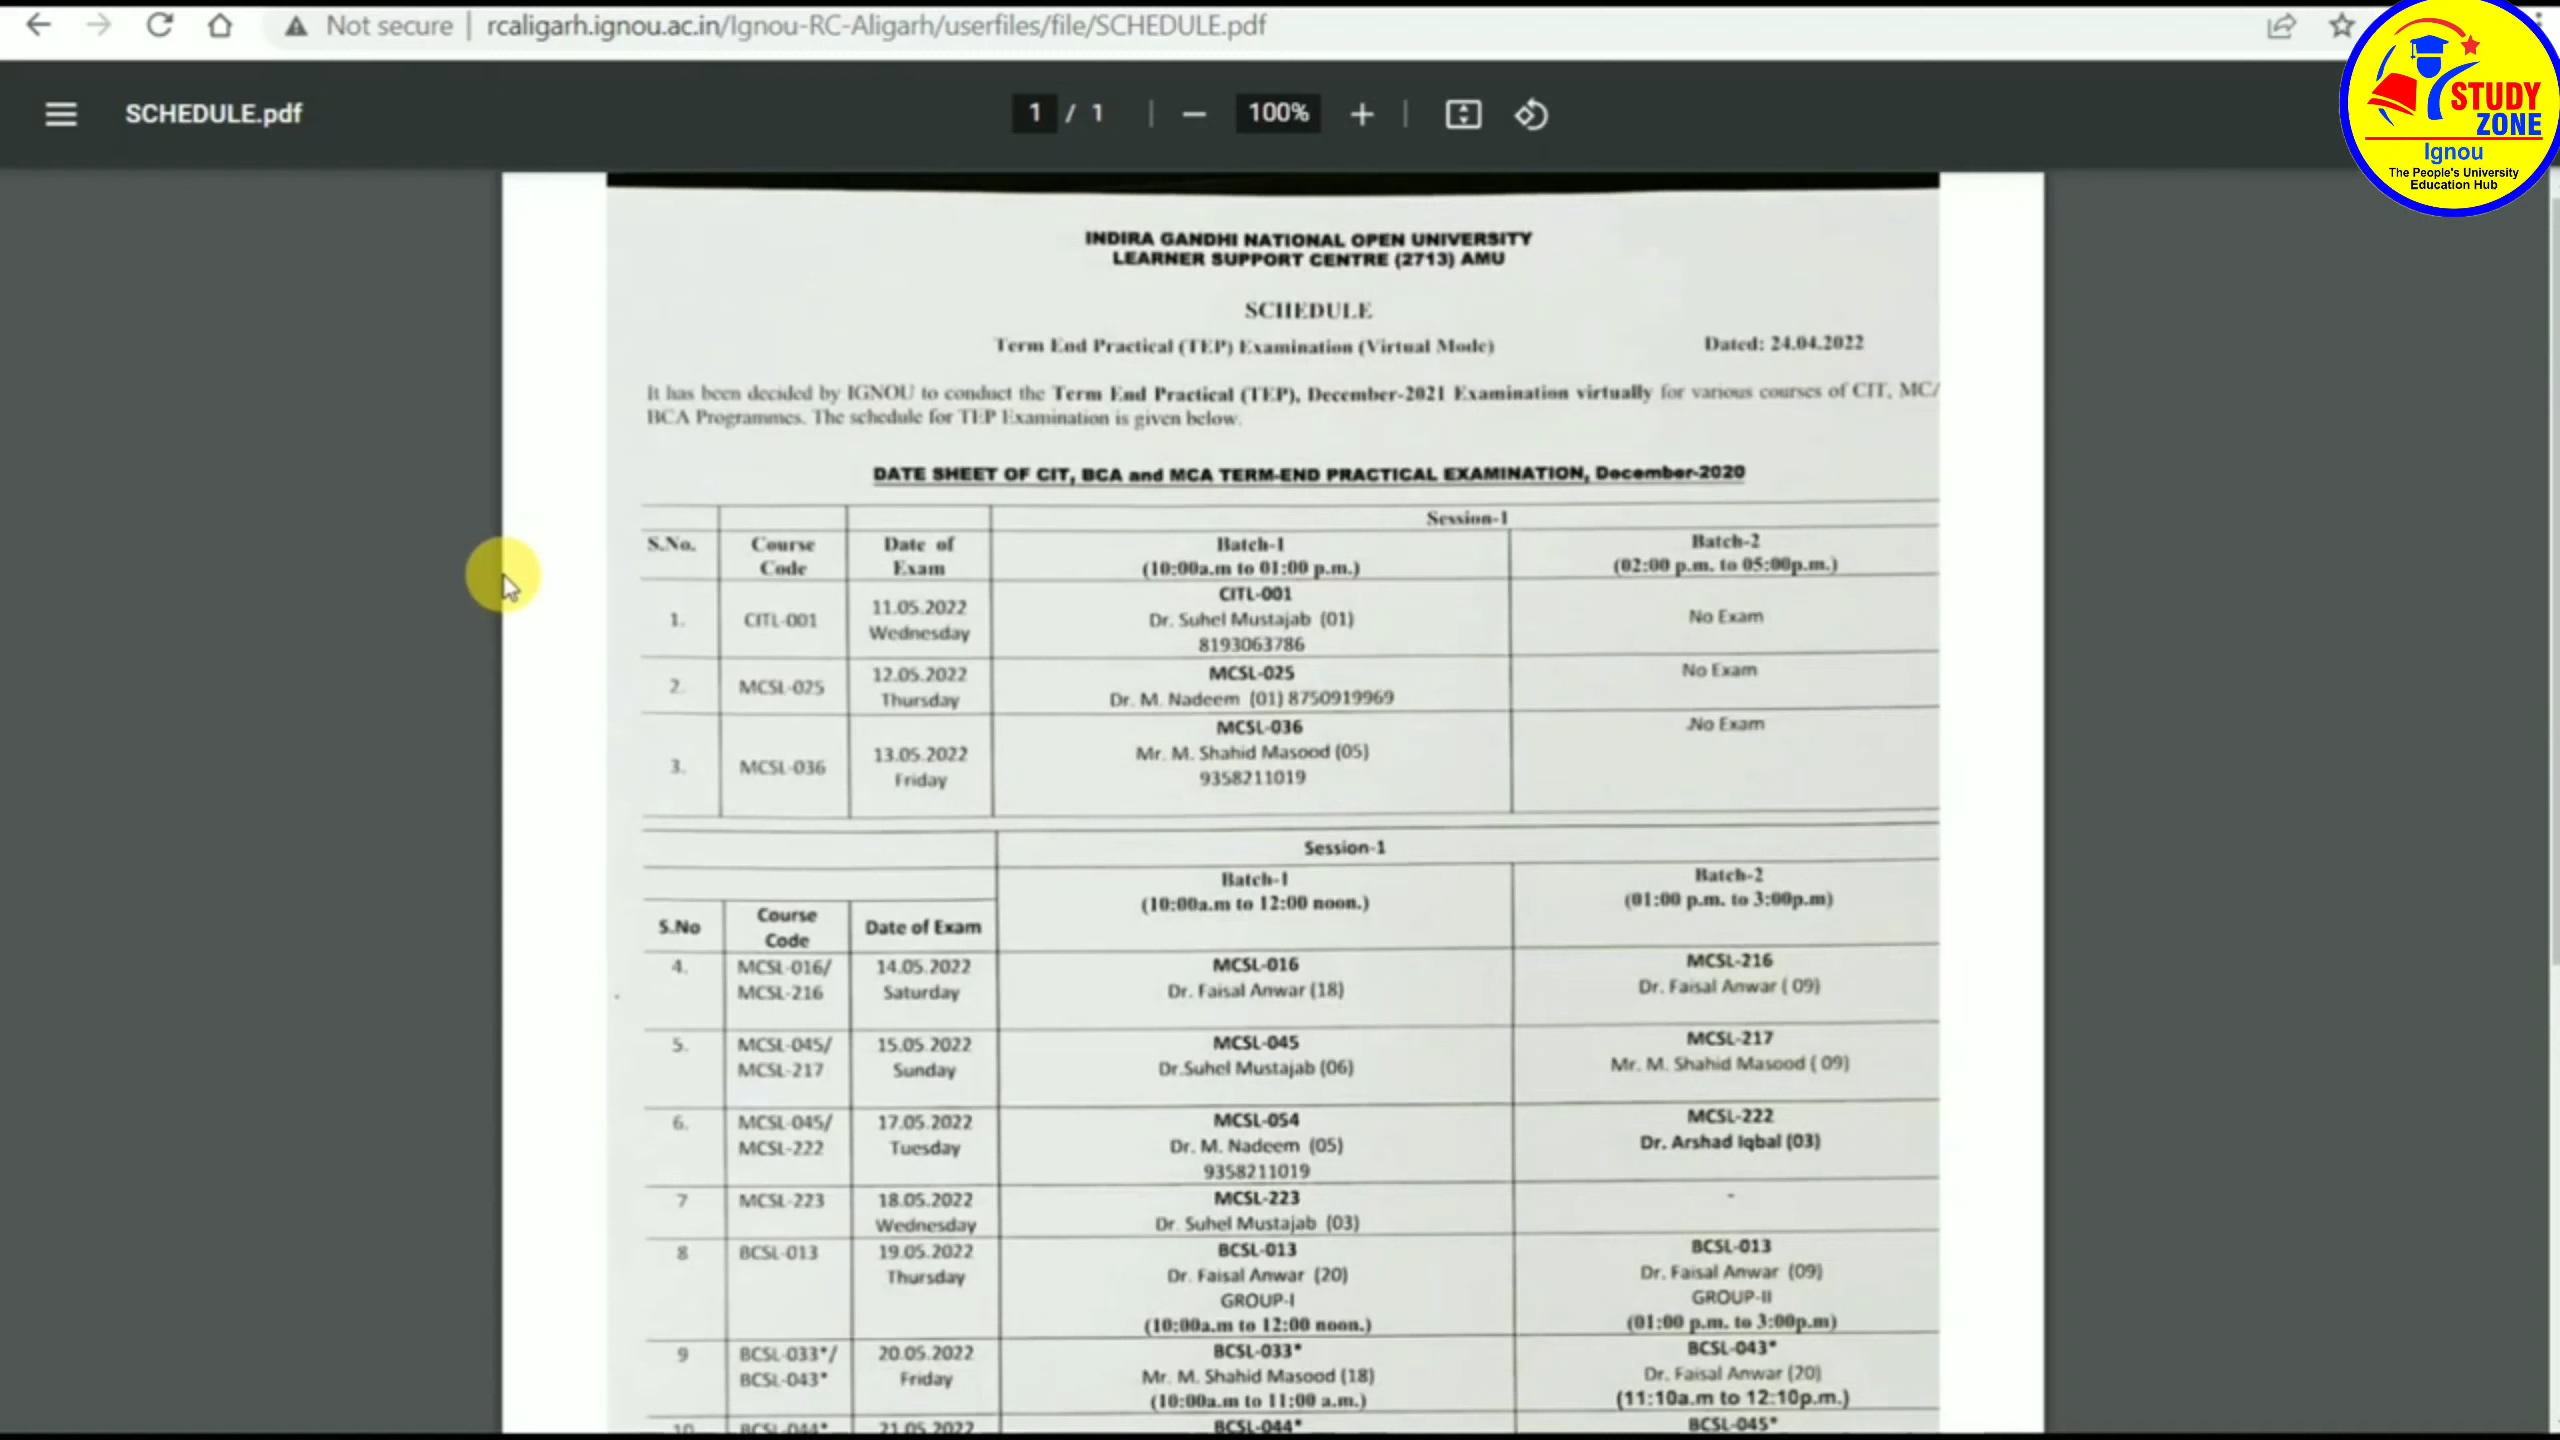 Not secure | rcaligarh.ignou.ac.in/Ignou-RC-Aligarh/userfiles/file/SCHEDULE.pdf
SCHEDULE.pdf
1 / 1
100%
STUDY
ZONE
Ignou
The People's University
Education Hub
INDIRA GANDHI NATIONAL OPEN UNIVERSITY
LEARNER SUPPORT CENTRE (2713) AMU
SCHEDULE
Term End Practical (TEP) Examination (Virtual Mode) Dated: 24.04.2022
It has been decided by IGNOU to conduct the Term End Practical (TEP), December-2021 Examination virtually for various courses of CIT, MC/
BCA Programmes. The schedule for TEP Examination is given below.
DATE SHEET OF CIT, BCA and MCA TERM-END PRACTICAL EXAMINATION, December-2020
Session-1
S.No. Course Code Date of Exam Batch-1 (10:00a.m to 01:00 p.m.) Batch-2 (02:00 p.m. to 05:00p.m.)
1. CITL-001 11.05.2022 Wednesday CITL-001 Dr. Suhel Mustajab (01) 8193063786 No Exam
2. MCSL-025 12.05.2022 Thursday MCSL-025 Dr. M. Nadeem (01) 8750919969 No Exam
3. MCSL-036 13.05.2022 Friday MCSL-036 Mr. M. Shahid Masood (05) 9358211019 .No Exam
Session-1
S.No Course Code Date of Exam Batch-1 (10:00a.m to 12:00 noon.) Batch-2 (01:00 p.m. to 3:00p.m)
4. MCSL-016/ MCSL-216 14.05.2022 Saturday MCSL-016 Dr. Faisal Anwar (18) MCSL-216 Dr. Faisal Anwar ( 09)
5. MCSL-045/ MCSL-217 15.05.2022 Sunday MCSL-045 Dr.Suhel Mustajab (06) MCSL-217 Mr. M. Shahid Masood ( 09)
6. MCSL-045/ MCSL-222 17.05.2022 Tuesday MCSL-054 Dr. M. Nadeem (05) 9358211019 MCSL-222 Dr. Arshad Iqbal (03)
7 MCSL-223 18.05.2022 Wednesday MCSL-223 Dr. Suhel Mustajab (03) -
8 BCSL-013 19.05.2022 Thursday BCSL-013 Dr. Faisal Anwar (20) GROUP-I (10:00a.m to 12:00 noon.) BCSL-013 Dr. Faisal Anwar (09) GROUP-II (01:00 p.m. to 3:00p.m)
9 BCSL-033*/ BCSL-043* 20.05.2022 Friday BCSL-033* Mr. M. Shahid Masood (18) (10:00a.m to 11:00 a.m.) BCSL-043* Dr. Faisal Anwar (20) (11:10a.m to 12:10p.m.)
10 BCSL-044* 21.05.2022 BCSL-044* BCSL-045*